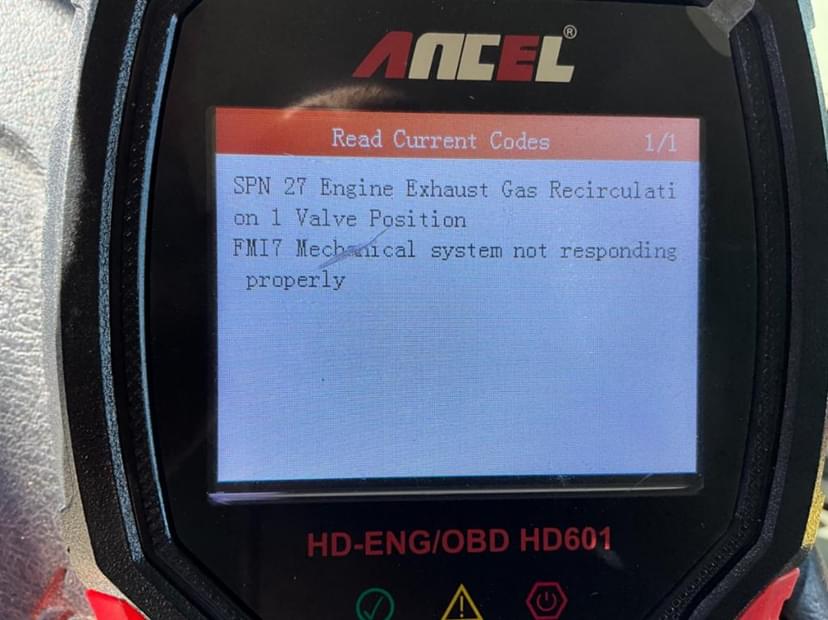 ANCEL®
Read Current Codes 1/1
SPN 27 Engine Exhaust Gas Recirculati
on 1 Valve Position
FMI7 Mechanical system not responding
properly
HD-ENG/OBD HD601